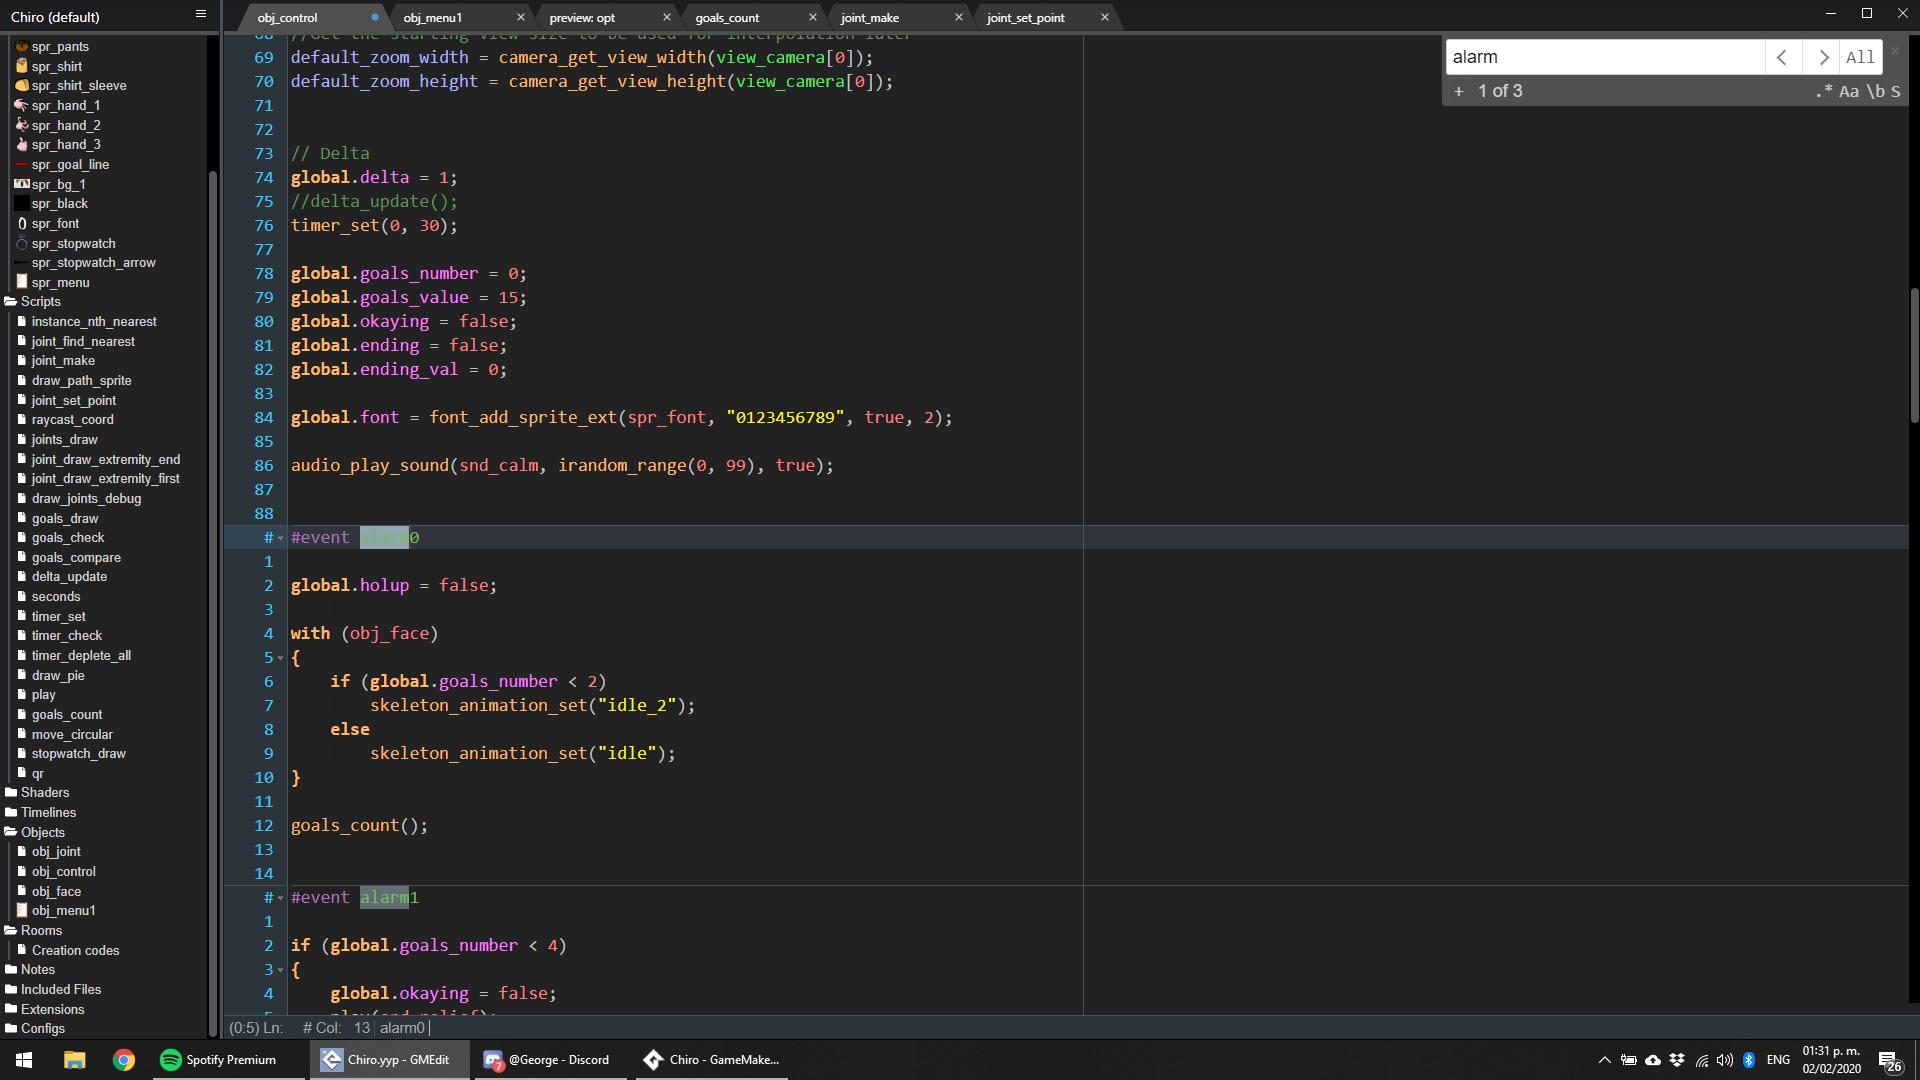 Chiro (default)
obj_control
obj_menu1
preview: opt
goals_count
joint_make
joint_set_point
spr_pants
spr_shirt
spr_shirt_sleeve
spr_hand_1
spr_hand_2
spr_hand_3
spr_goal_line
spr_bg_1
spr_black
spr_font
spr_stopwatch
spr_stopwatch_arrow
spr_menu
Scripts
instance_nth_nearest
joint_find_nearest
joint_make
draw_path_sprite
joint_set_point
raycast_coord
joints_draw
joint_draw_extremity_end
joint_draw_extremity_first
draw_joints_debug
goals_draw
goals_check
goals_compare
delta_update
seconds
timer_set
timer_check
timer_deplete_all
draw_pie
play
goals_count
move_circular
stopwatch_draw
qr
Shaders
Timelines
Objects
obj_joint
obj_control
obj_face
obj_menu1
Rooms
Creation codes
Notes
Included Files
Extensions
Configs
68 //Get the starting view size to be used for interpolation later
69 default_zoom_width = camera_get_view_width(view_camera[0]);
70 default_zoom_height = camera_get_view_height(view_camera[0]);
71
72
73 // Delta
74 global.delta = 1;
75 //delta_update();
76 timer_set(0, 30);
77
78 global.goals_number = 0;
79 global.goals_value = 15;
80 global.okaying = false;
81 global.ending = false;
82 global.ending_val = 0;
83
84 global.font = font_add_sprite_ext(spr_font, "0123456789", true, 2);
85
86 audio_play_sound(snd_calm, irandom_range(0, 99), true);
87
88
# #event alarm0
1
2 global.holup = false;
3
4 with (obj_face)
5 {
6 if (global.goals_number < 2)
7 skeleton_animation_set("idle_2");
8 else
9 skeleton_animation_set("idle");
10 }
11
12 goals_count();
13
14
# #event alarm1
1
2 if (global.goals_number < 4)
3 {
4 global.okaying = false;
5 play(snd_relief);
alarm
All
+ 1 of 3
.* Aa \b S
(0:5) Ln: # Col: 13 alarm0
Spotify Premium
Chiro.yyp - GMEdit
7
@George - Discord
Chiro - GameMake...
ENG
01:31 p. m.
02/02/2020
26